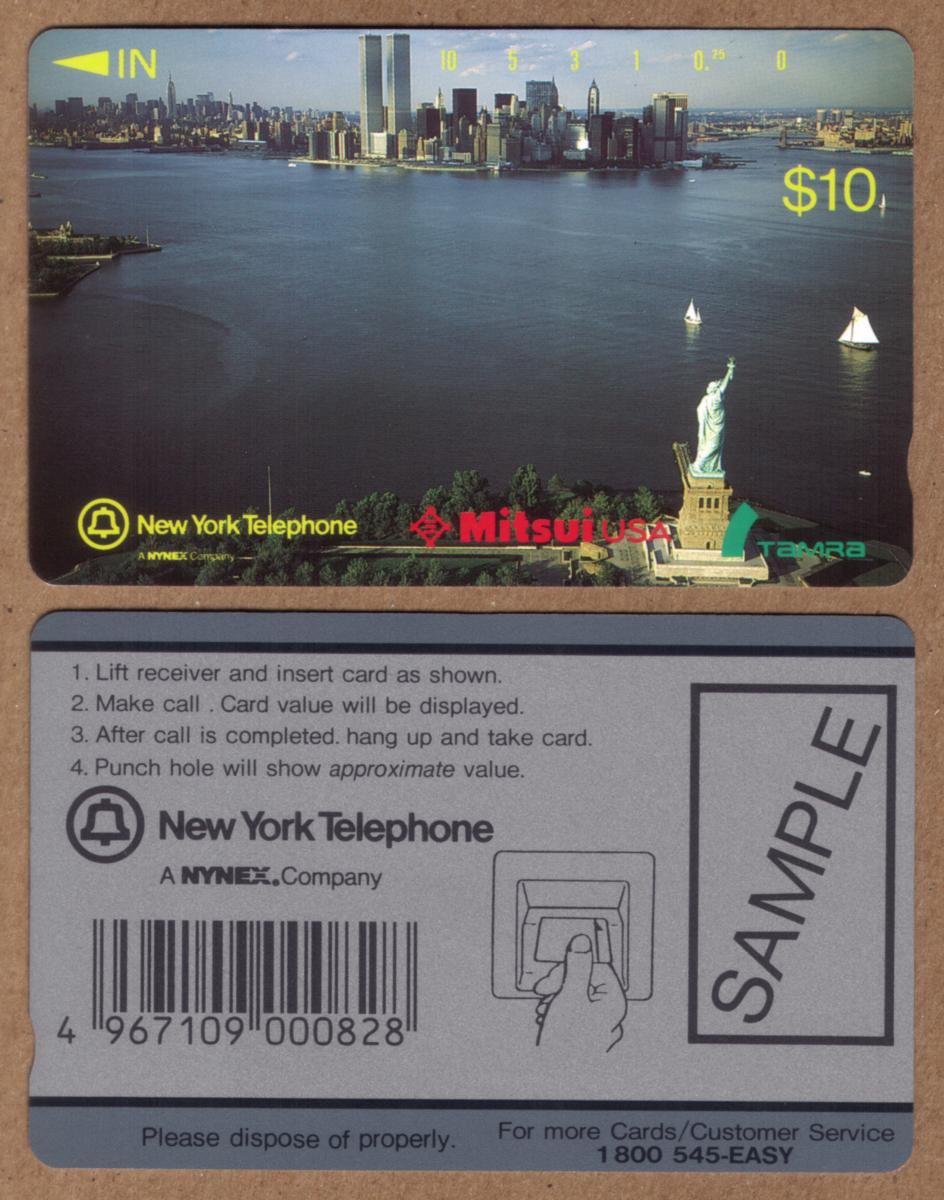 IN 10 5 3 1 0.25 0
$10
New York Telephone
A NYNEX Company
Mitsui USA
TAMRA
1. Lift receiver and insert card as shown.
2. Make call . Card value will be displayed.
3. After call is completed. hang up and take card.
4. Punch hole will show approximate value.
New York Telephone
A NYNEX. Company
SAMPLE
4 967109 000828
Please dispose of properly.
For more Cards/Customer Service
1 800 545-EASY